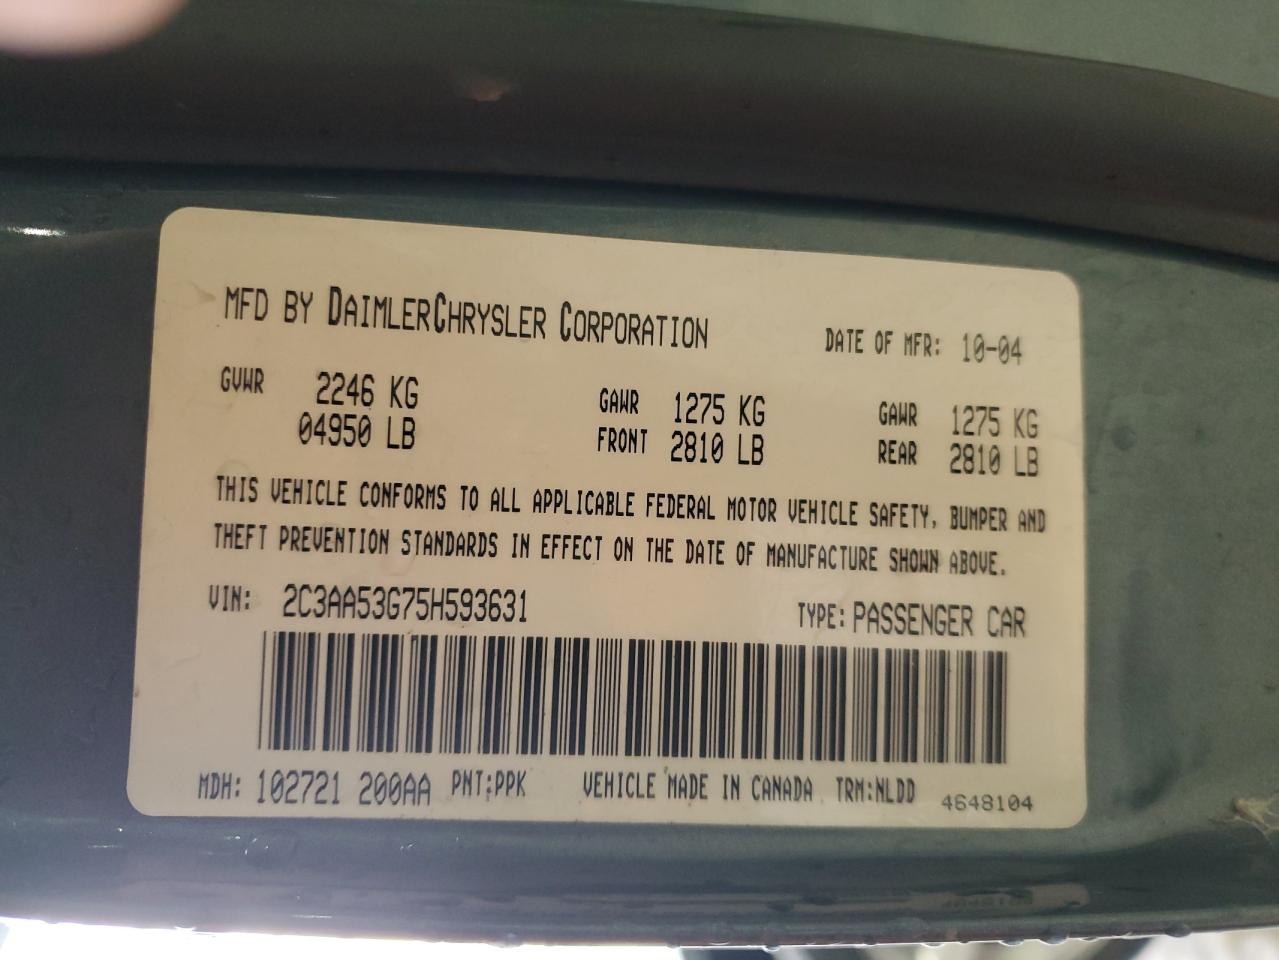 MFD BY DAIMLERCHRYSLER CORPORATION DATE OF MFR: 10-04
GVWR 2246 KG GAWR 1275 KG GAWR 1275 KG
04950 LB FRONT 2810 LB REAR 2810 LB
THIS VEHICLE CONFORMS TO ALL APPLICABLE FEDERAL MOTOR VEHICLE SAFETY, BUMPER AND
THEFT PREVENTION STANDARDS IN EFFECT ON THE DATE OF MANUFACTURE SHOWN ABOVE.
VIN: 2C3AA53G75H593631 TYPE: PASSENGER CAR
MDH: 102721 200AA PNT:PPK VEHICLE MADE IN CANADA TRM:NLDD 4648104